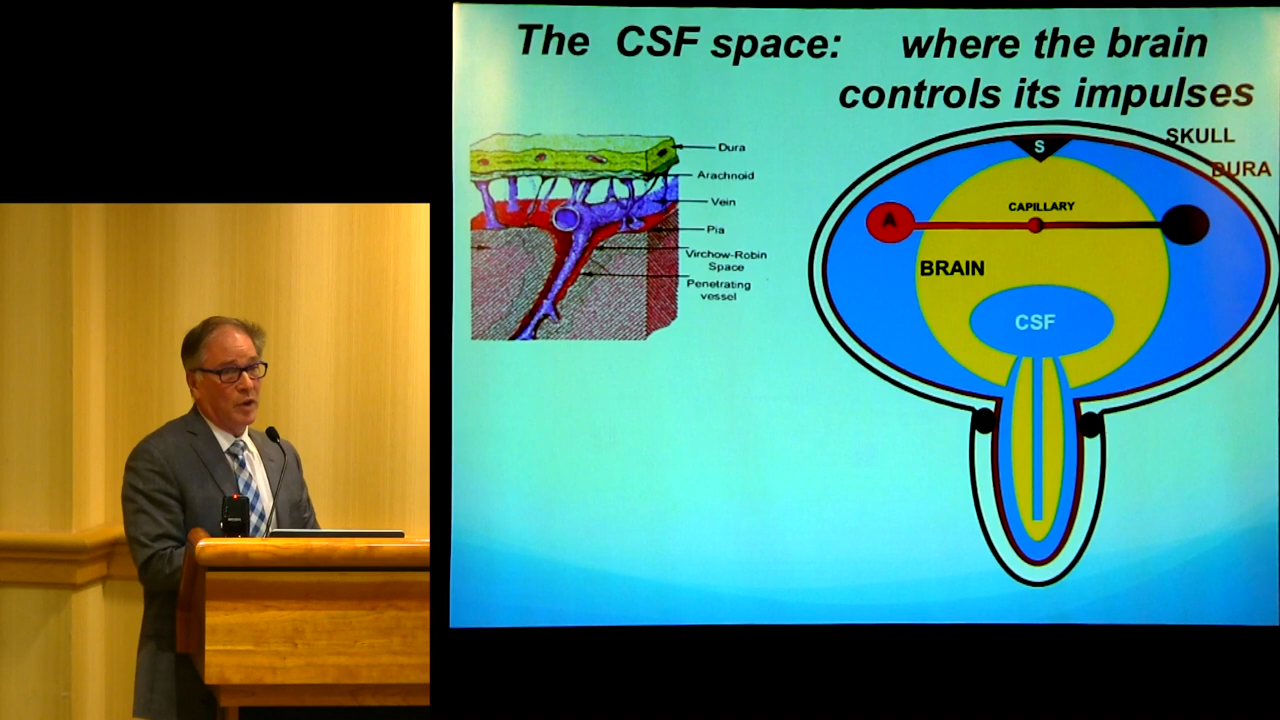 The CSF space: where the brain
controls its impulses
Dura
Arachnoid
Vein
Pia
Virchow-Robin
Space
Penetrating
vessel
SKULL
DURA
S
A
CAPILLARY
BRAIN
CSF